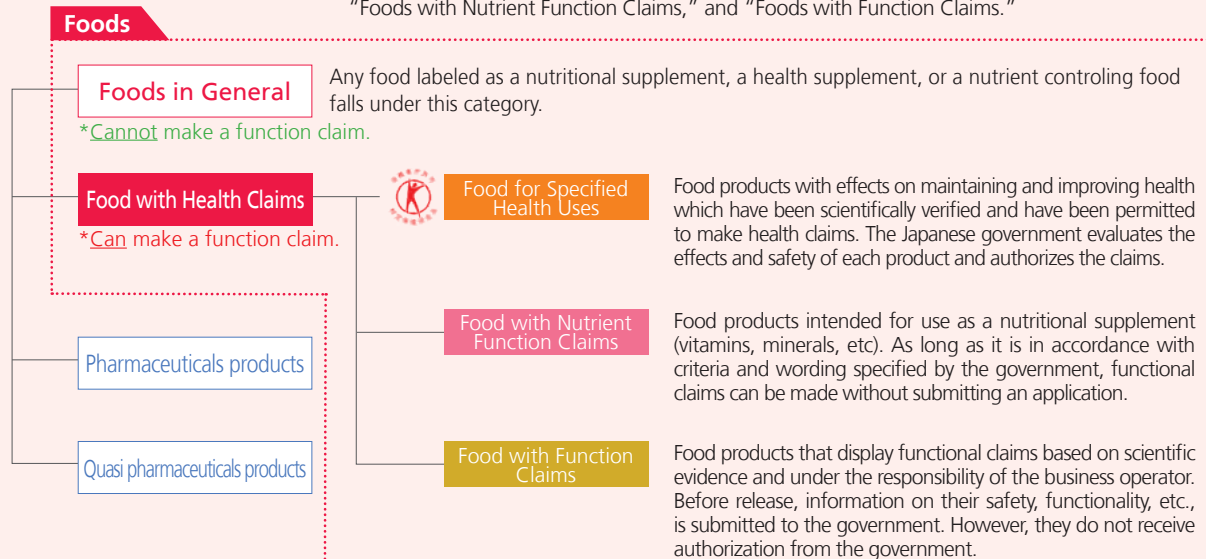 “Foods with Nutrient Function Claims,” and “Foods with Function Claims.”
Foods
Foods in General
Any food labeled as a nutritional supplement, a health supplement, or a nutrient controling food
falls under this category.
*Cannot make a function claim.
Food with Health Claims
*Can make a function claim.
Food for Specified
Health Uses
Food products with effects on maintaining and improving health
which have been scientifically verified and have been permitted
to make health claims. The Japanese government evaluates the
effects and safety of each product and authorizes the claims.
Food with Nutrient
Function Claims
Food products intended for use as a nutritional supplement
(vitamins, minerals, etc). As long as it is in accordance with
criteria and wording specified by the government, functional
claims can be made without submitting an application.
Pharmaceuticals products
Quasi pharmaceuticals products
Food with Function
Claims
Food products that display functional claims based on scientific
evidence and under the responsibility of the business operator.
Before release, information on their safety, functionality, etc.,
is submitted to the government. However, they do not receive
authorization from the government.